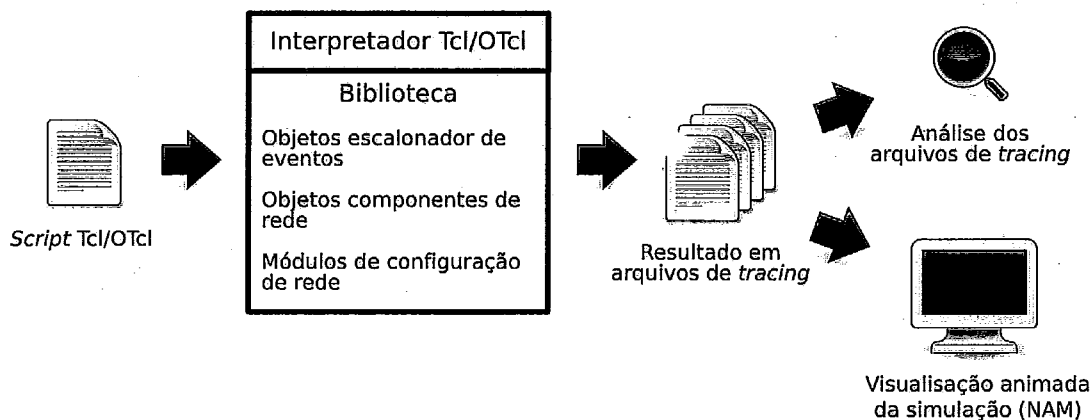 Script Tcl/OTcl
Interpretador Tcl/OTcl
Biblioteca
Objetos escalonador de
eventos
Objetos componentes de
rede
Módulos de configuração
de rede
Resultado em
arquivos de tracing
Análise dos
arquivos de tracing
Visualisação animada
da simulação (NAM)